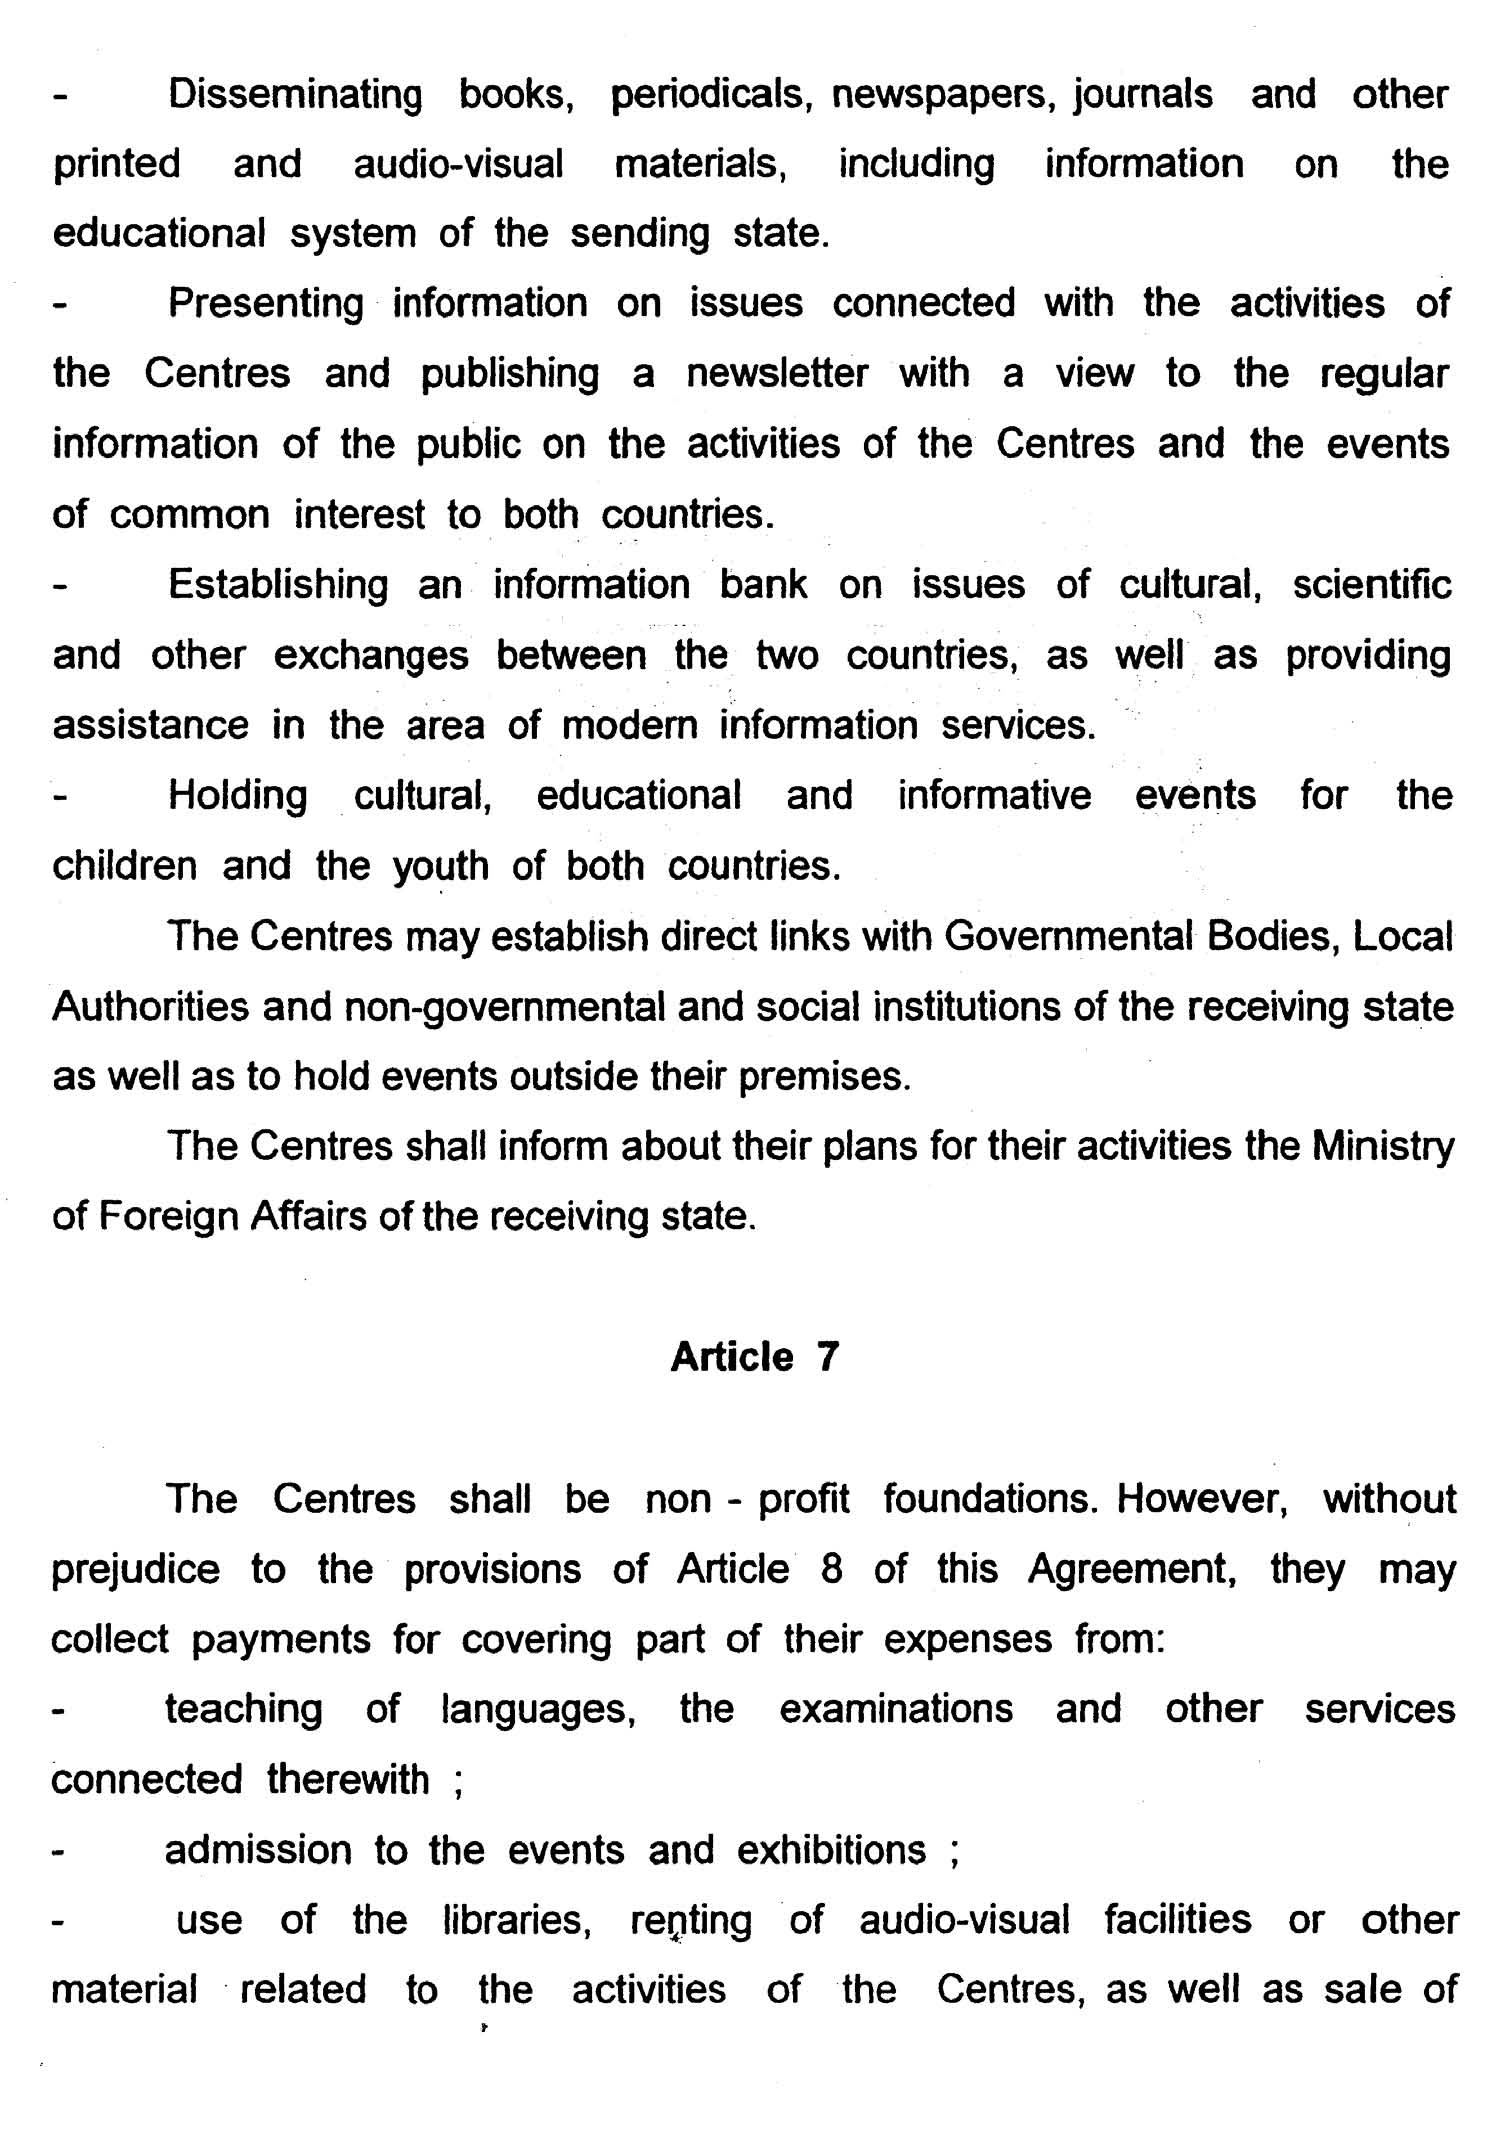 - Disseminating books, periodicals, newspapers, journals and other
printed and audio-visual materials, including information on the
educational system of the sending state.
- Presenting information on issues connected with the activities of
the Centres and publishing a newsletter with a view to the regular
information of the public on the activities of the Centres and the events
of common interest to both countries.
- Establishing an information bank on issues of cultural, scientific
and other exchanges between the two countries, as well as providing
assistance in the area of modern information services.
- Holding cultural, educational and informative events for the
children and the youth of both countries.
The Centres may establish direct links with Governmental Bodies, Local
Authorities and non-governmental and social institutions of the receiving state
as well as to hold events outside their premises.
The Centres shall inform about their plans for their activities the Ministry
of Foreign Affairs of the receiving state.
Article 7
The Centres shall be non - profit foundations. However, without
prejudice to the provisions of Article 8 of this Agreement, they may
collect payments for covering part of their expenses from:
- teaching of languages, the examinations and other services
connected therewith ;
- admission to the events and exhibitions ;
- use of the libraries, renting of audio-visual facilities or other
material related to the activities of the Centres, as well as sale of